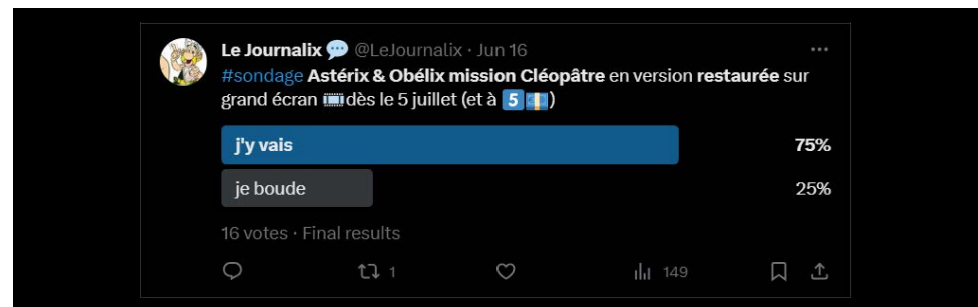 Le Journalix 💬 @LeJournalix · Jun 16
#sondage Astérix & Obélix mission Cléopâtre en version restaurée sur
grand écran 🎞️dès le 5 juillet (et à 5️⃣💶)
j'y vais 75%
je boude 25%
16 votes · Final results
1 149